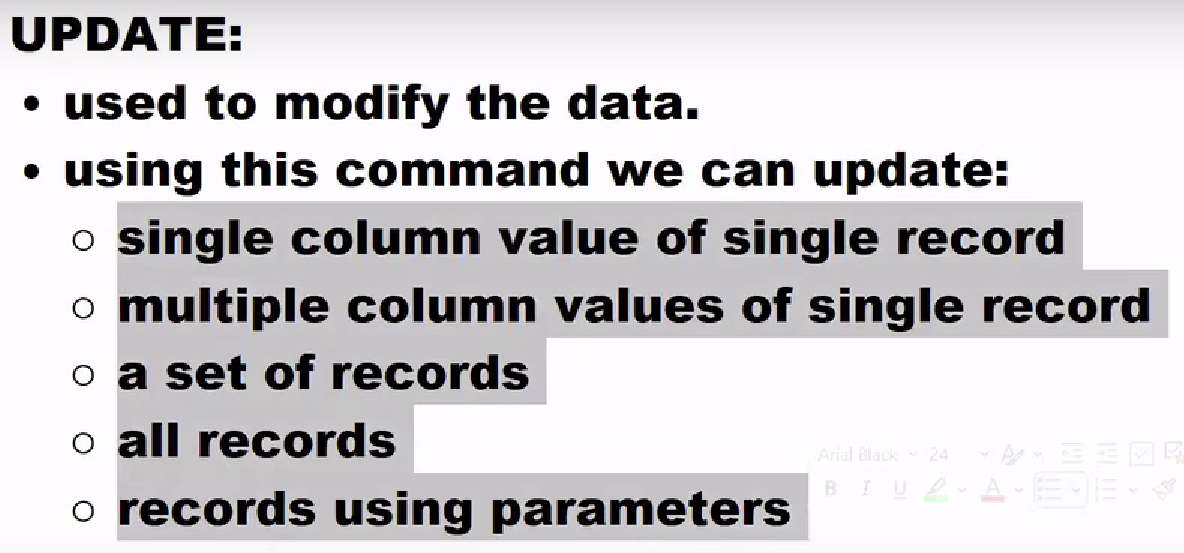 UPDATE:
• used to modify the data.
• using this command we can update:
○ single column value of single record
○ multiple column values of single record
○ a set of records
○ all records
○ records using parameters
Arial Black 24
B I U A